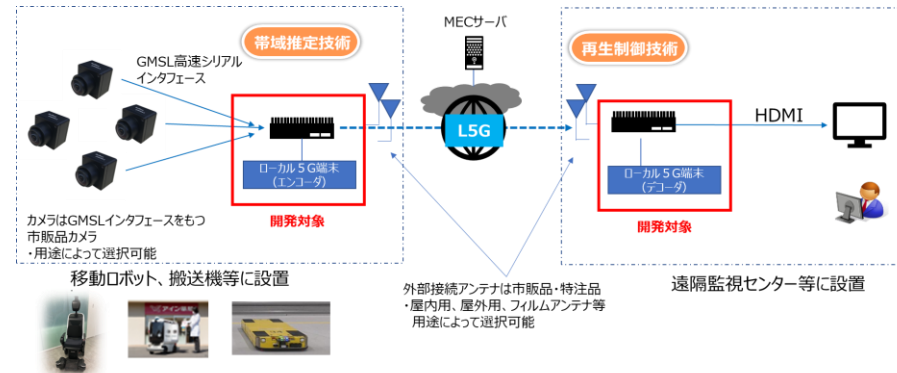 帯域推定技術
GMSL高速シリアル
インタフェース
ローカル5G端末
(エンコーダ)
開発対象
カメラはGMSLインタフェースをもつ
市販品カメラ
・用途によって選択可能
移動ロボット、搬送機等に設置
MECサーバ
L5G
外部接続アンテナは市販品・特注品
・屋内用、屋外用、フィルムアンテナ等
用途によって選択可能
再生制御技術
HDMI
ローカル5G端末
(デコーダ)
開発対象
遠隔監視センター等に設置